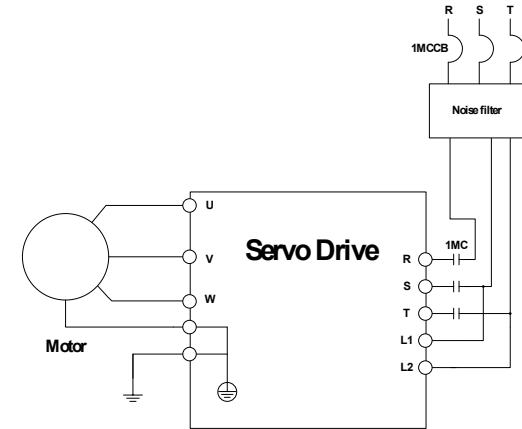 R S T
1MCCB
Noise filter
U
Servo Drive
1MC
V
R
S
W
T
L1
Motor
L2